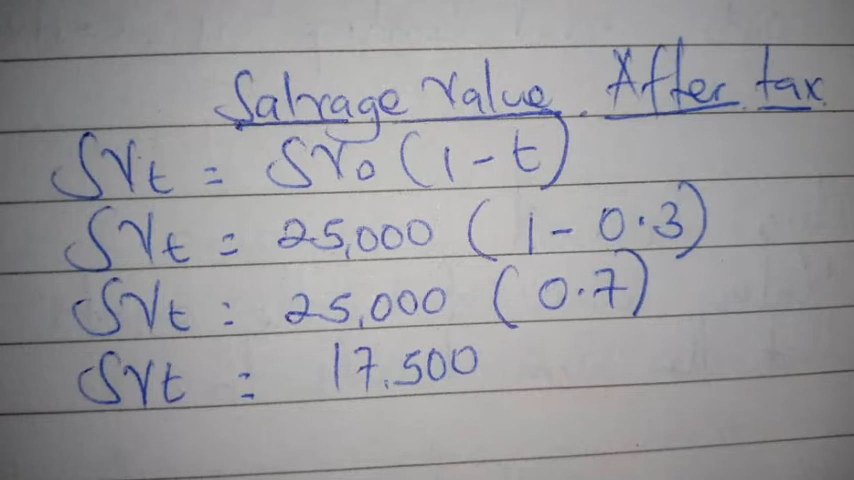 Salvage Value. After tax
SVt = SVo (1 - t)
SVt = 25,000 (1 - 0.3)
SVt = 25,000 (0.7)
SVt = 17.500